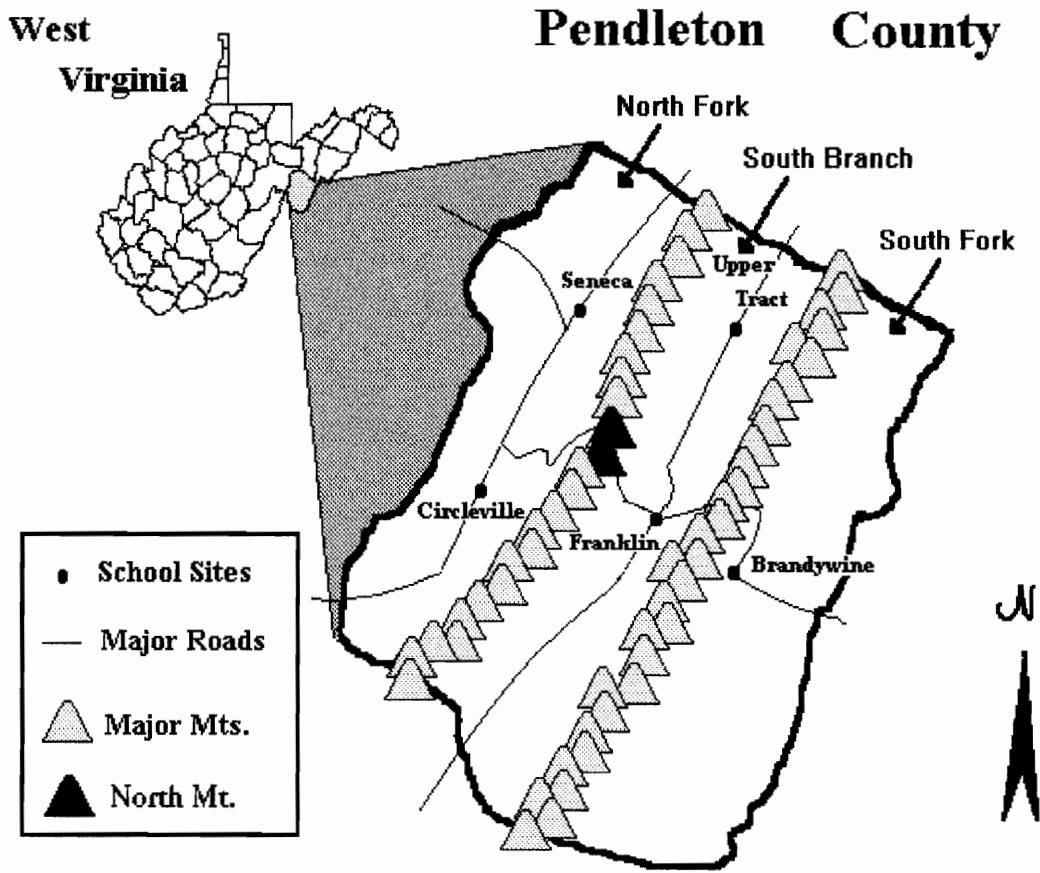 West
Virginia
Pendleton County
North Fork
South Branch
South Fork
Upper
Tract
Seneca
Circleville
Franklin
Brandywine
School Sites
Major Roads
Major Mts.
North Mt.
N